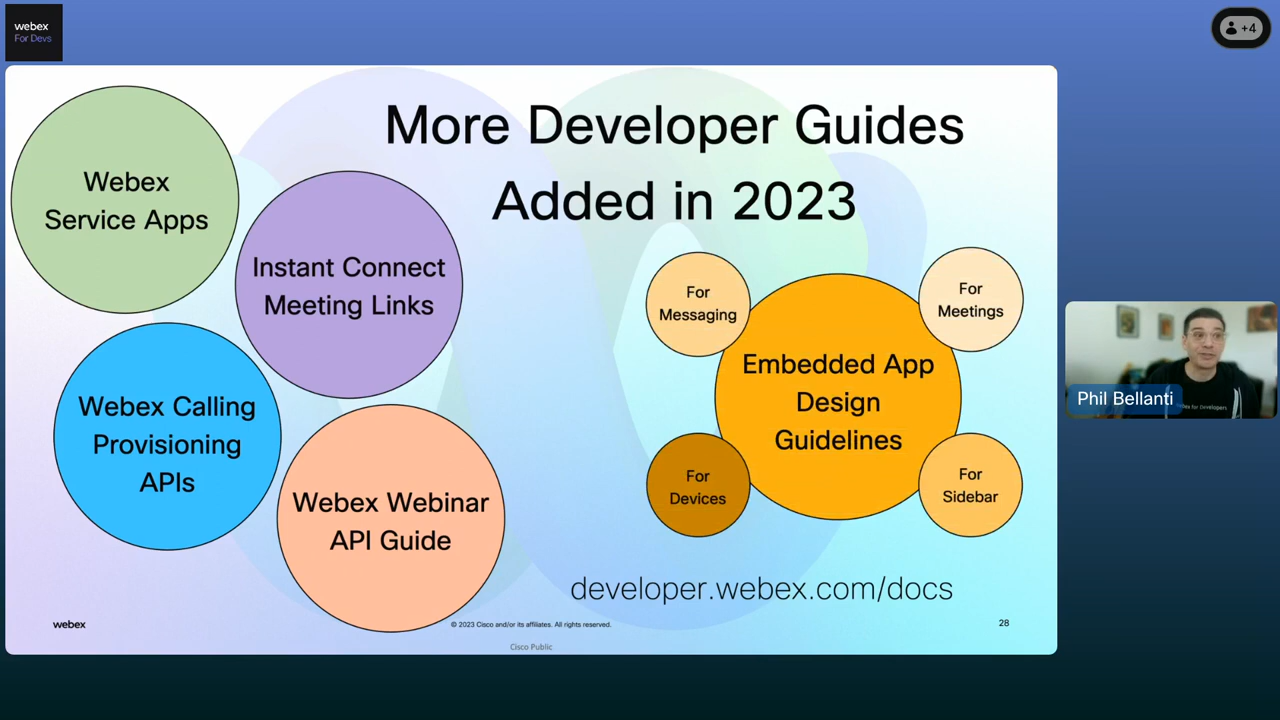 webex
For Devs
+4
More Developer Guides
Added in 2023
Webex
Service Apps
Instant Connect
Meeting Links
Webex Calling
Provisioning
APIs
Webex Webinar
API Guide
For
Messaging
For
Meetings
Embedded App
Design
Guidelines
For
Devices
For
Sidebar
developer.webex.com/docs
webex
© 2023 Cisco and/or its affiliates. All rights reserved.
28
Cisco Public
Phil Bellanti
for Developers